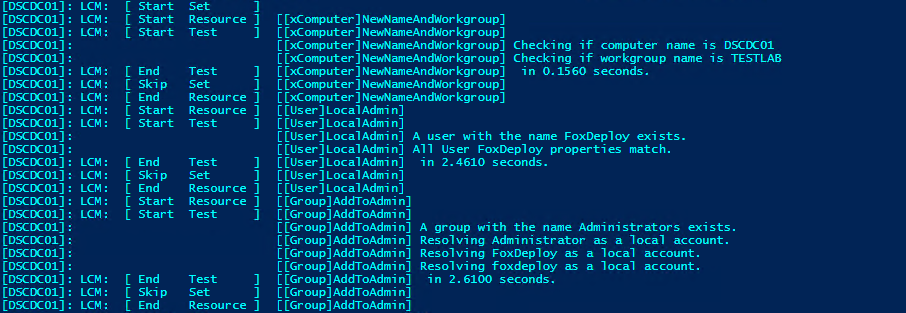 [DSCDC01]: LCM:  [ Start  Set      ]
[DSCDC01]: LCM:  [ Start  Resource ]  [[xComputer]NewNameAndWorkgroup]
[DSCDC01]: LCM:  [ Start  Test     ]  [[xComputer]NewNameAndWorkgroup]
[DSCDC01]:                            [[xComputer]NewNameAndWorkgroup] Checking if computer name is DSCDC01
[DSCDC01]:                            [[xComputer]NewNameAndWorkgroup] Checking if workgroup name is TESTLAB
[DSCDC01]: LCM:  [ End    Test     ]  [[xComputer]NewNameAndWorkgroup]  in 0.1560 seconds.
[DSCDC01]: LCM:  [ Skip   Set      ]  [[xComputer]NewNameAndWorkgroup]
[DSCDC01]: LCM:  [ End    Resource ]  [[xComputer]NewNameAndWorkgroup]
[DSCDC01]: LCM:  [ Start  Resource ]  [[User]LocalAdmin]
[DSCDC01]: LCM:  [ Start  Test     ]  [[User]LocalAdmin]
[DSCDC01]:                            [[User]LocalAdmin] A user with the name FoxDeploy exists.
[DSCDC01]:                            [[User]LocalAdmin] All User FoxDeploy properties match.
[DSCDC01]: LCM:  [ End    Test     ]  [[User]LocalAdmin]  in 2.4610 seconds.
[DSCDC01]: LCM:  [ Skip   Set      ]  [[User]LocalAdmin]
[DSCDC01]: LCM:  [ End    Resource ]  [[User]LocalAdmin]
[DSCDC01]: LCM:  [ Start  Resource ]  [[Group]AddToAdmin]
[DSCDC01]: LCM:  [ Start  Test     ]  [[Group]AddToAdmin]
[DSCDC01]:                            [[Group]AddToAdmin] A group with the name Administrators exists.
[DSCDC01]:                            [[Group]AddToAdmin] Resolving Administrator as a local account.
[DSCDC01]:                            [[Group]AddToAdmin] Resolving FoxDeploy as a local account.
[DSCDC01]:                            [[Group]AddToAdmin] Resolving foxdeploy as a local account.
[DSCDC01]: LCM:  [ End    Test     ]  [[Group]AddToAdmin]  in 2.6100 seconds.
[DSCDC01]: LCM:  [ Skip   Set      ]  [[Group]AddToAdmin]
[DSCDC01]: LCM:  [ End    Resource ]  [[Group]AddToAdmin]